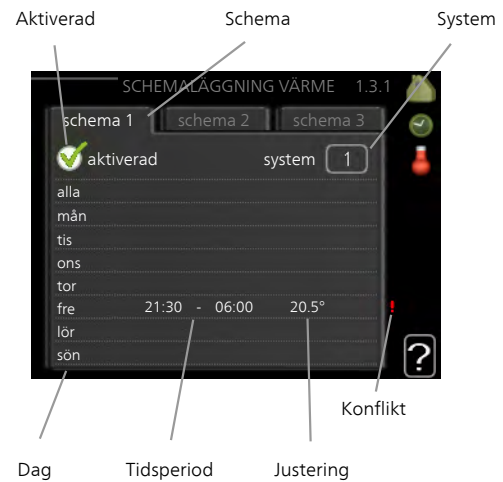 Aktiverad Schema System
SCHEMALÄGGNING VÄRME 1.3.1
schema 1 schema 2 schema 3
aktiverad system 1
alla
mån
tis
ons
tor
fre 21:30 - 06:00 20.5° !
lör
sön
?
Konflikt
Dag Tidsperiod Justering